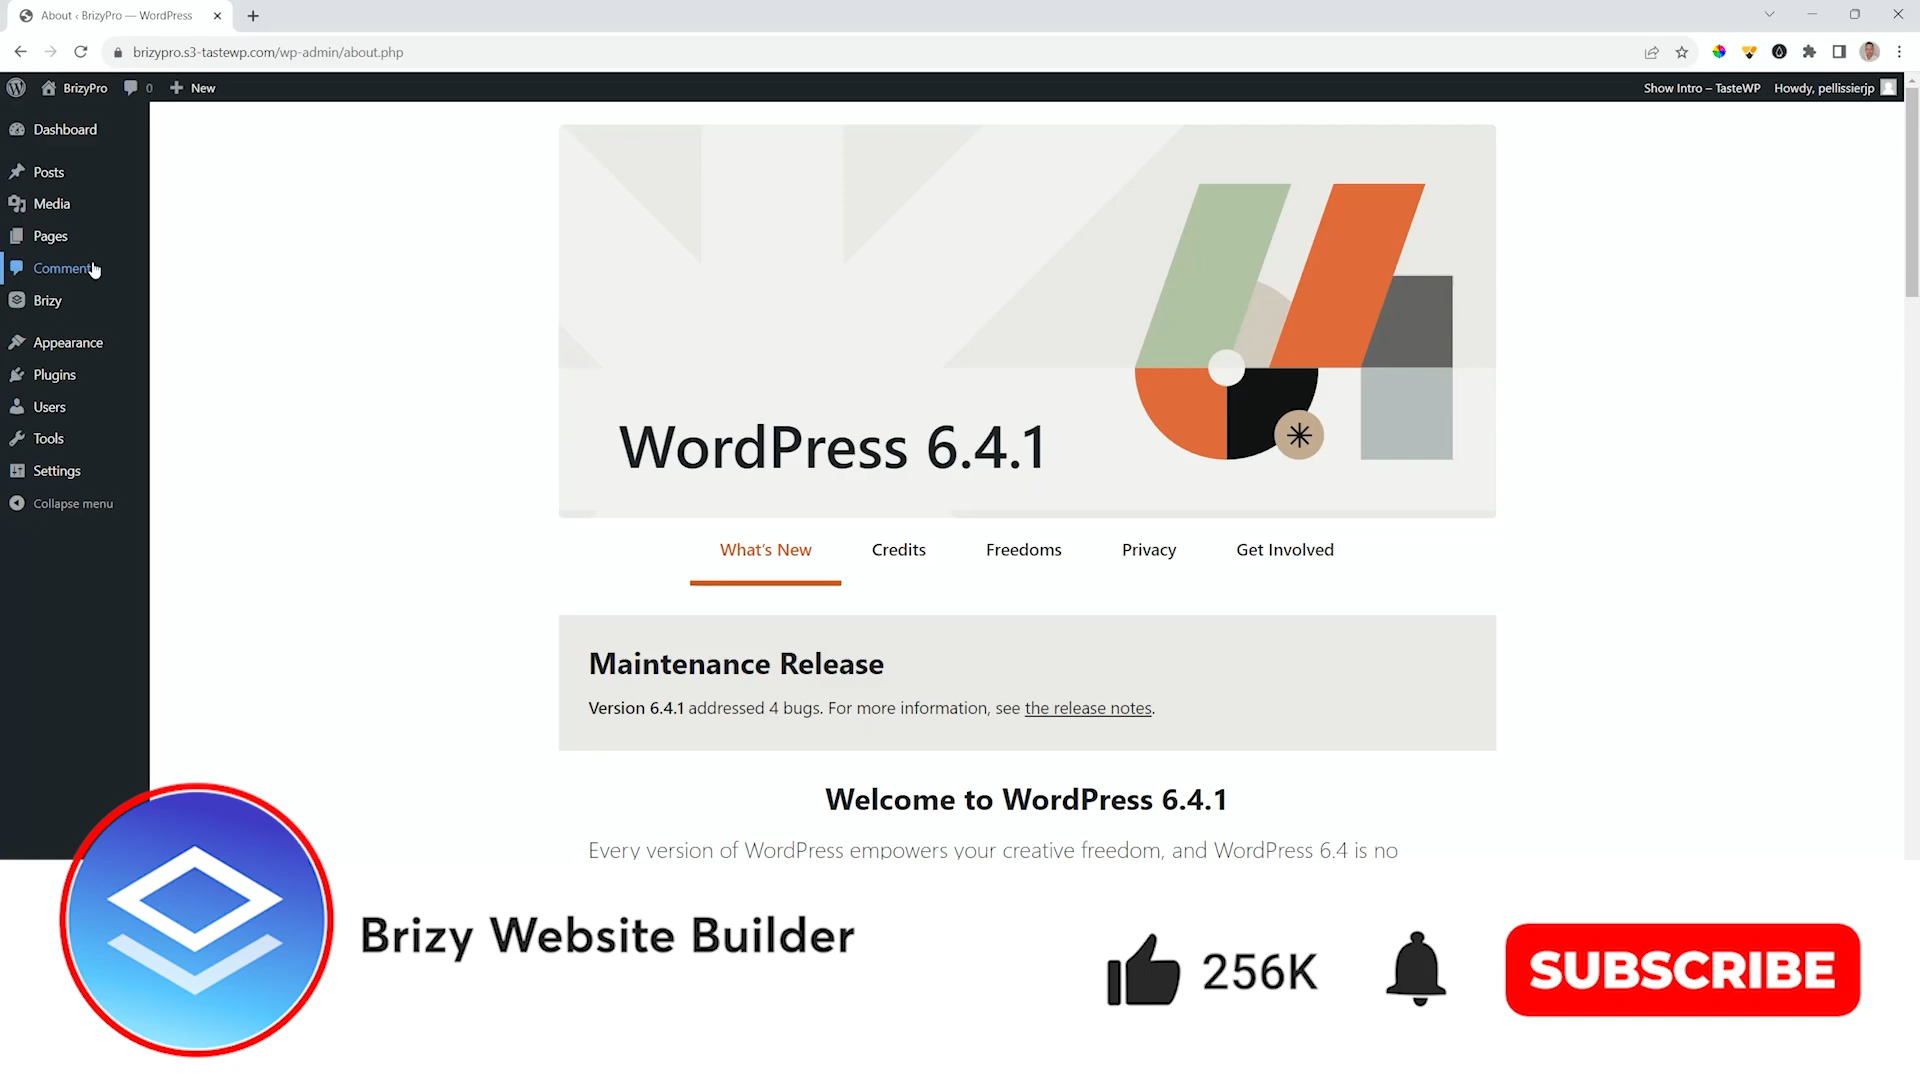 About ‹ BrizyPro — WordPress
brizypro.s3-tastewp.com/wp-admin/about.php
BrizyPro
0
New
Show Intro – TasteWP
Howdy, pellissierjp
Dashboard
Posts
Media
Pages
Comment
Brizy
Appearance
Plugins
Users
Tools
Settings
Collapse menu
WordPress 6.4.1
What's New
Credits
Freedoms
Privacy
Get Involved
Maintenance Release
Version 6.4.1 addressed 4 bugs. For more information, see the release notes.
Welcome to WordPress 6.4.1
Every version of WordPress empowers your creative freedom, and WordPress 6.4 is no
Brizy Website Builder
256K
SUBSCRIBE